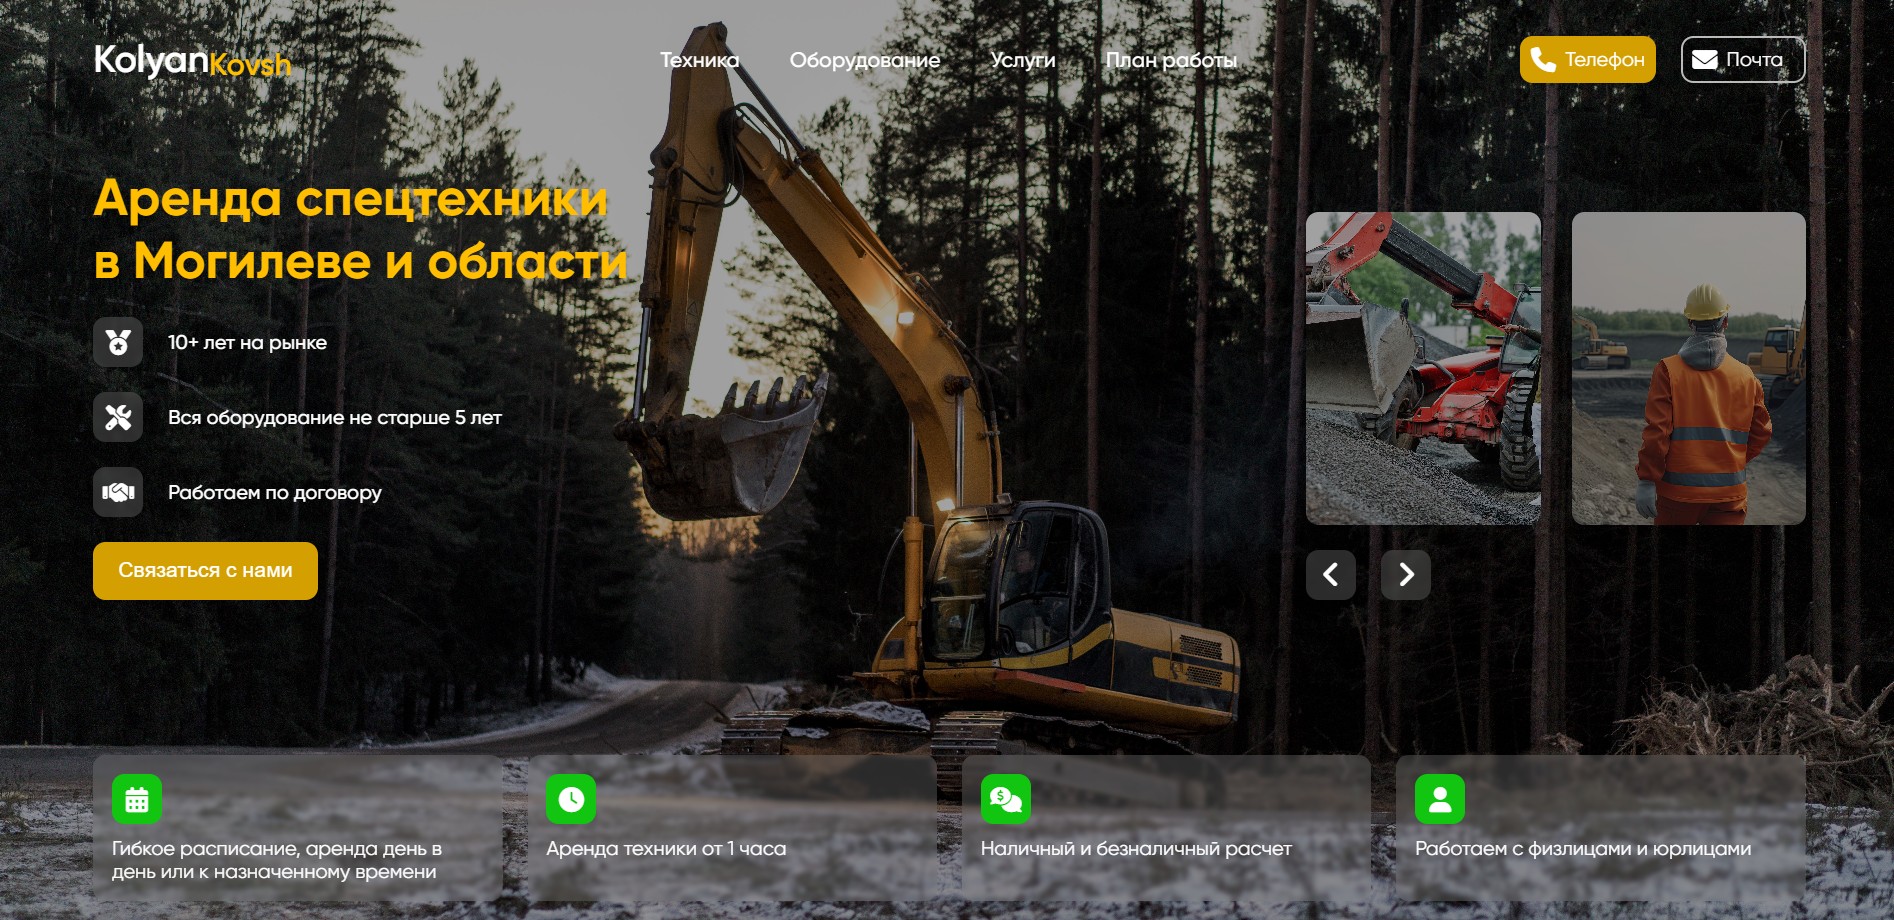 KolyanKovsh
Техника Оборудование Услуги План работы
Телефон Почта
Аренда спецтехники
в Могилеве и области
10+ лет на рынке
Вся оборудование не старше 5 лет
Работаем по договору
Связаться с нами
Гибкое расписание, аренда день в
день или к назначенному времени
Аренда техники от 1 часа
Наличный и безналичный расчет
Работаем с физлицами и юрлицами